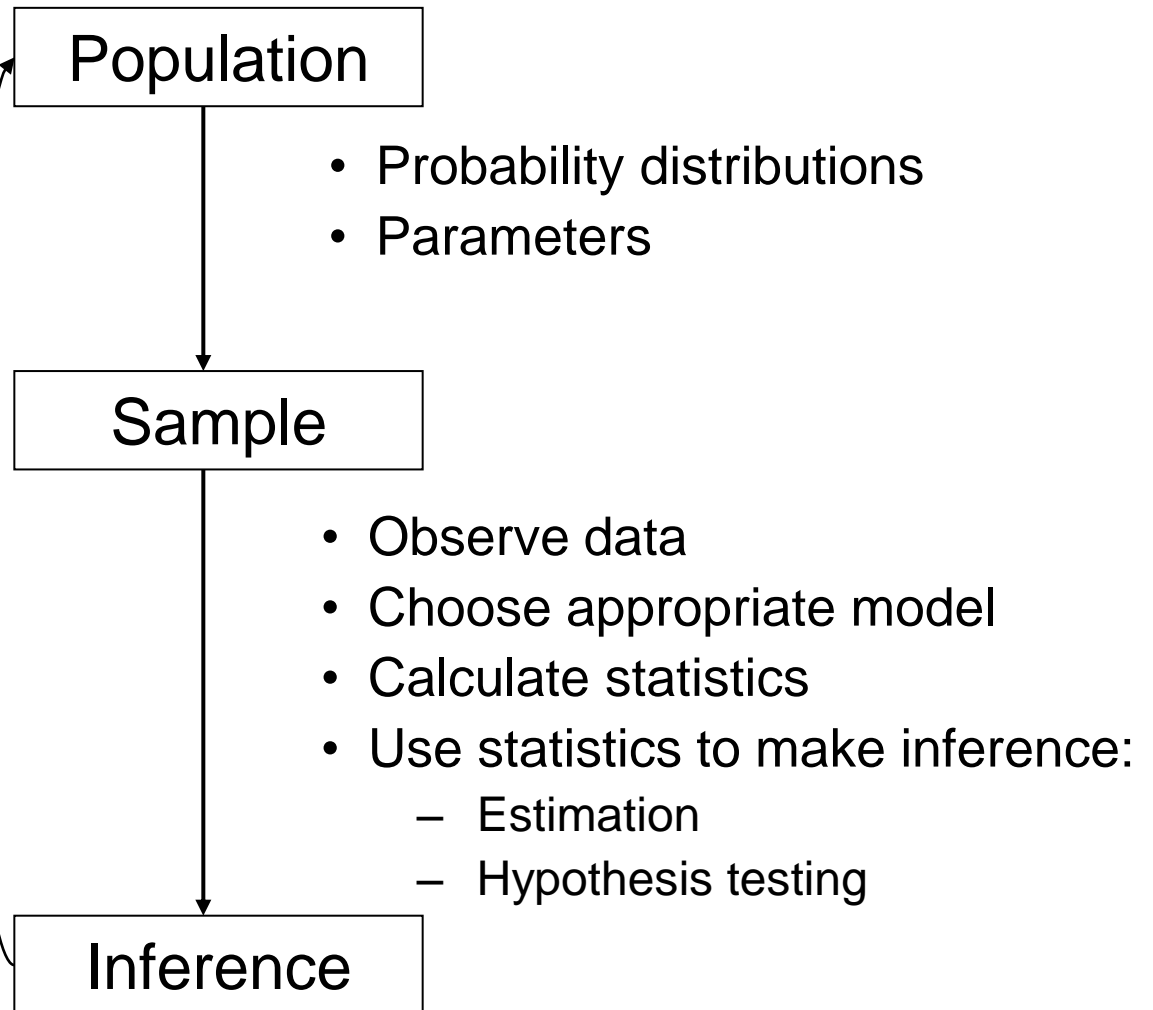 Population
• Probability distributions
• Parameters
Sample
• Observe data
• Choose appropriate model
• Calculate statistics
• Use statistics to make inference:
– Estimation
– Hypothesis testing
Inference